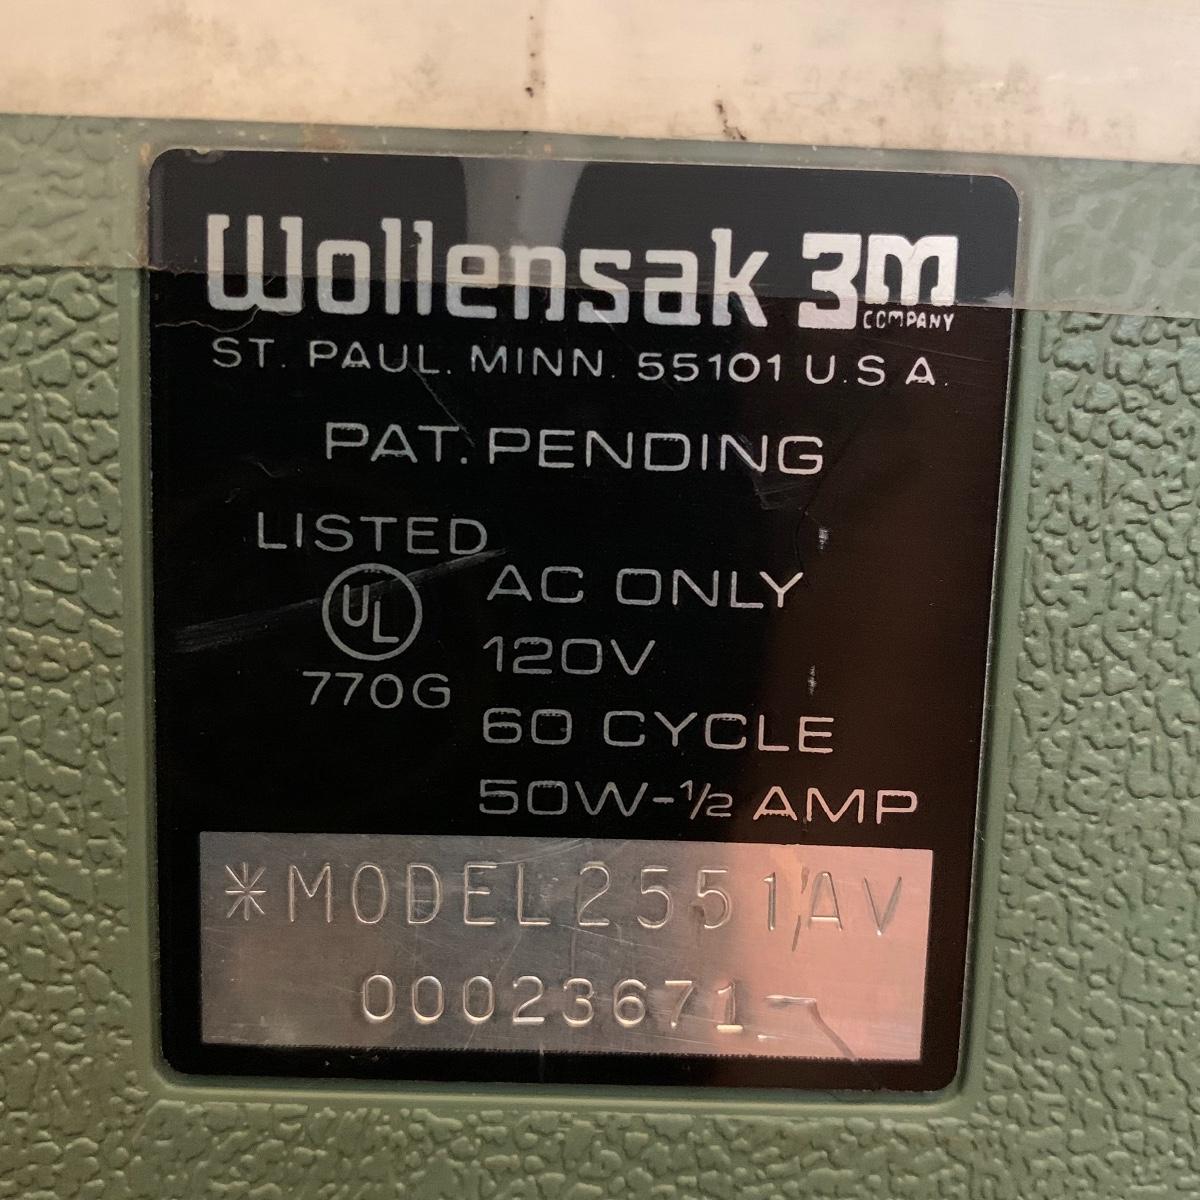 Wollensak 3M COMPANY
ST. PAUL. MINN. 55101 U.S.A.
PAT. PENDING
LISTED
UL
770G
AC ONLY
120V
60 CYCLE
50W-½ AMP
*MODEL 2551AV
00023671